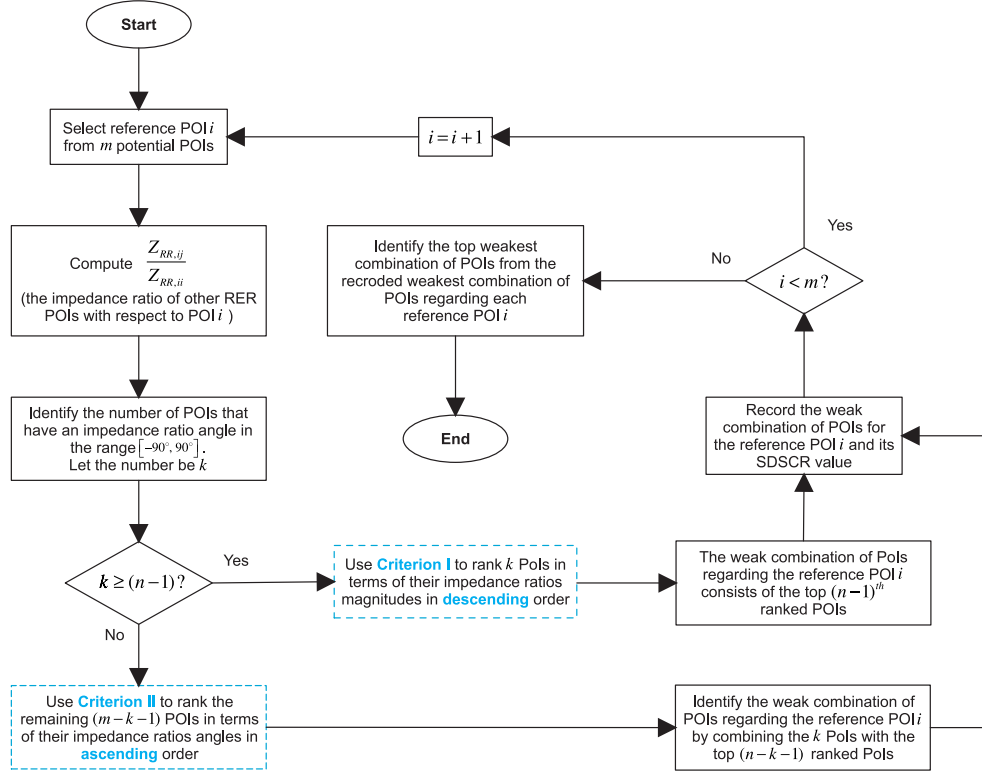 Start
Select reference POI i
from m potential POIs
Compute Z_{RR,ij} / Z_{RR,ii}
(the impedance ratio of other RER
POIs with respect to POI i )
Identify the number of POIs that
have an impedance ratio angle in
the range [−90°, 90°].
Let the number be k
k ≥ (n−1) ?
Yes
No
Use Criterion I to rank k PoIs in
terms of their impedance ratios
magnitudes in descending order
The weak combination of PoIs
regarding the reference POI i
consists of the top (n−1)^{th}
ranked POIs
Use Criterion II to rank the
remaining (m−k−1) POIs in terms
of their impedance ratios angles in
ascending order
Identify the weak combination of
POIs regarding the reference POI i
by combining the k PoIs with the
top (n−k−1) ranked PoIs
Record the weak
combination of POIs for
the reference POI i and its
SDSCR value
i < m ?
Yes
No
i = i+1
Identify the top weakest
combination of POIs from the
recroded weakest combination of
POIs regarding each
reference POI i
End